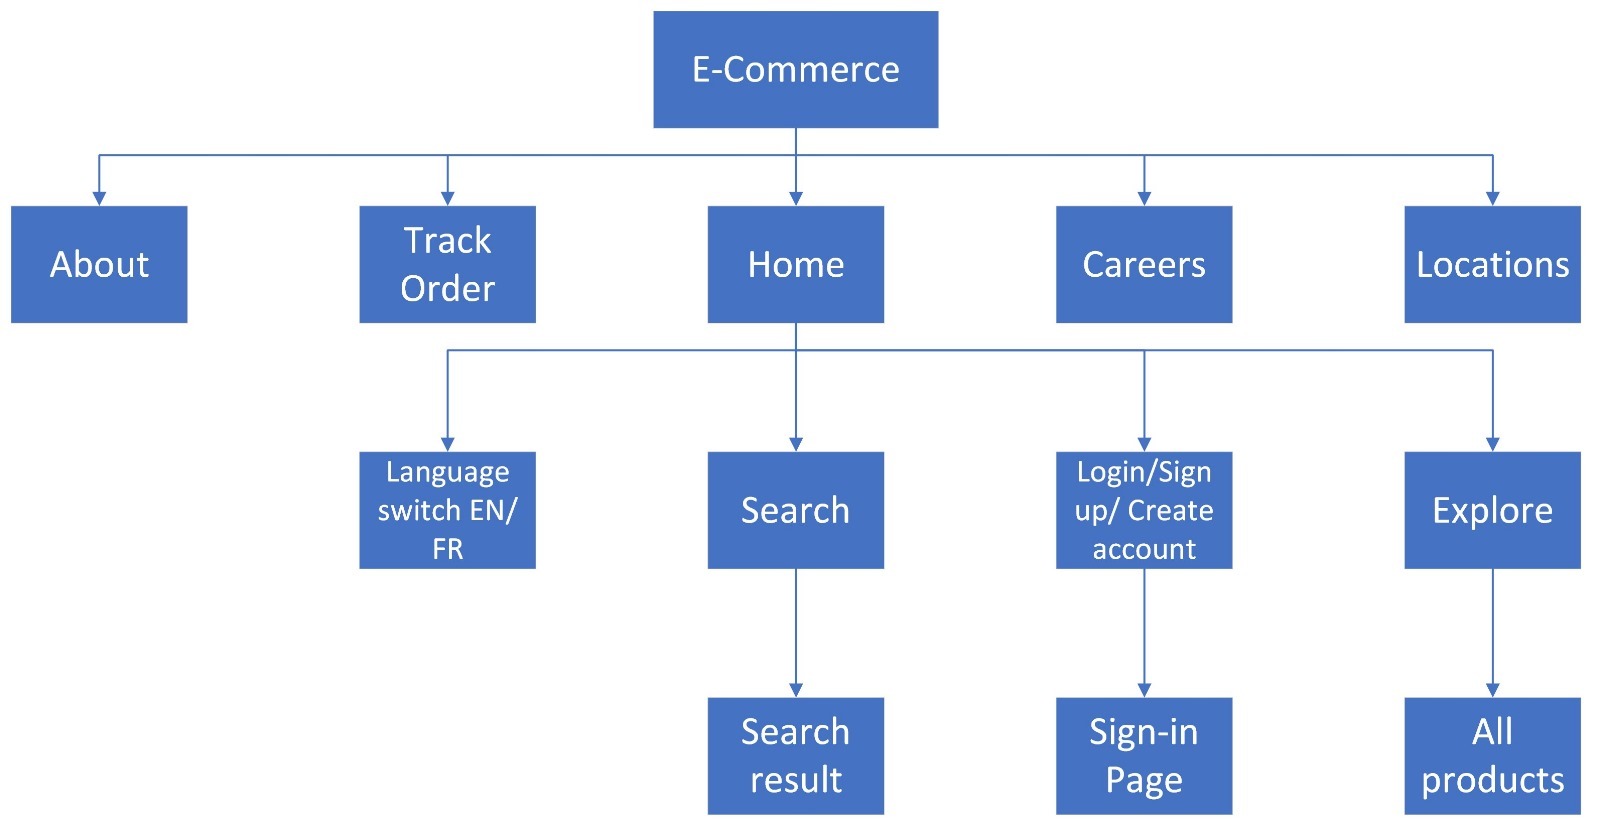 E-Commerce
About
Track
Order
Home
Careers
Locations
Language
switch EN/
FR
Search
Login/Sign
up/ Create
account
Explore
Search
result
Sign-in
Page
All
products